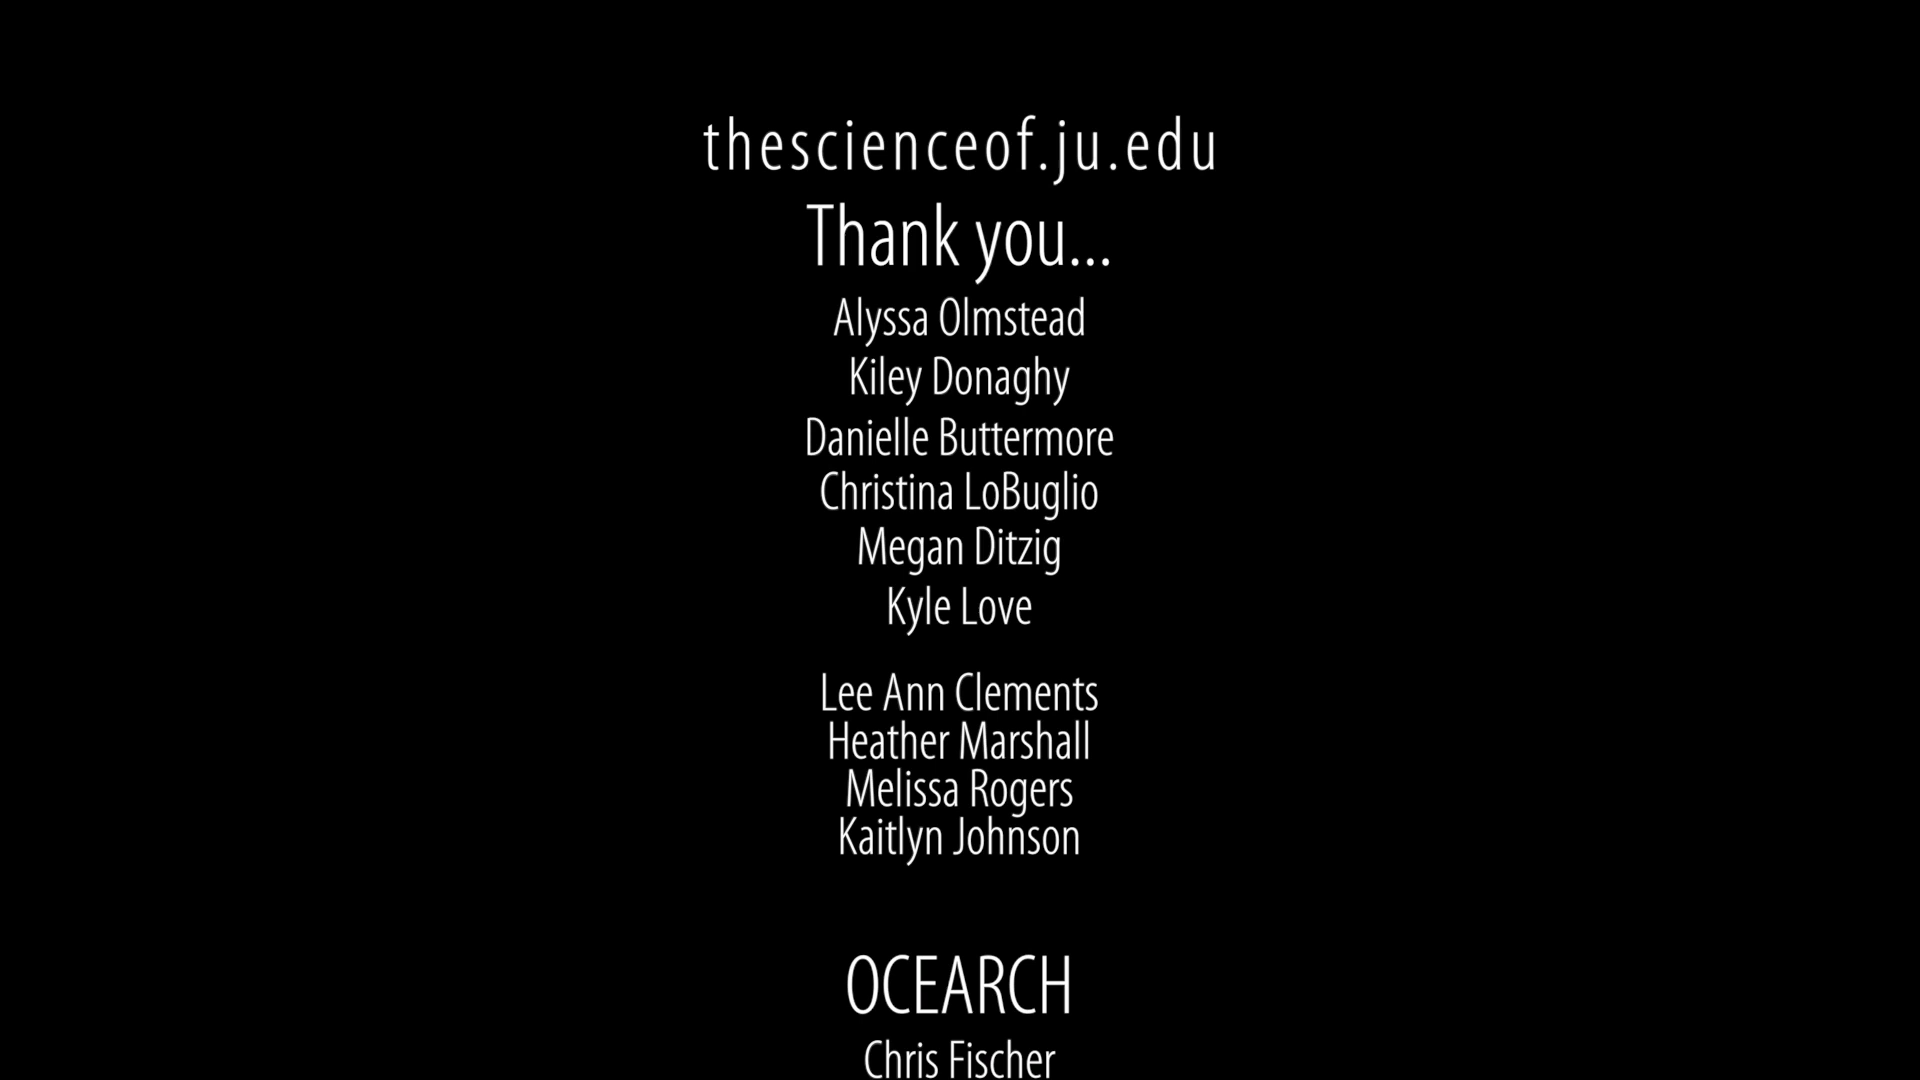 thescienceof.ju.edu
Thank you...
Alyssa Olmstead
Kiley Donaghy
Danielle Buttermore
Christina LoBuglio
Megan Ditzig
Kyle Love
Lee Ann Clements
Heather Marshall
Melissa Rogers
Kaitlyn Johnson
OCEARCH
Chris Fischer